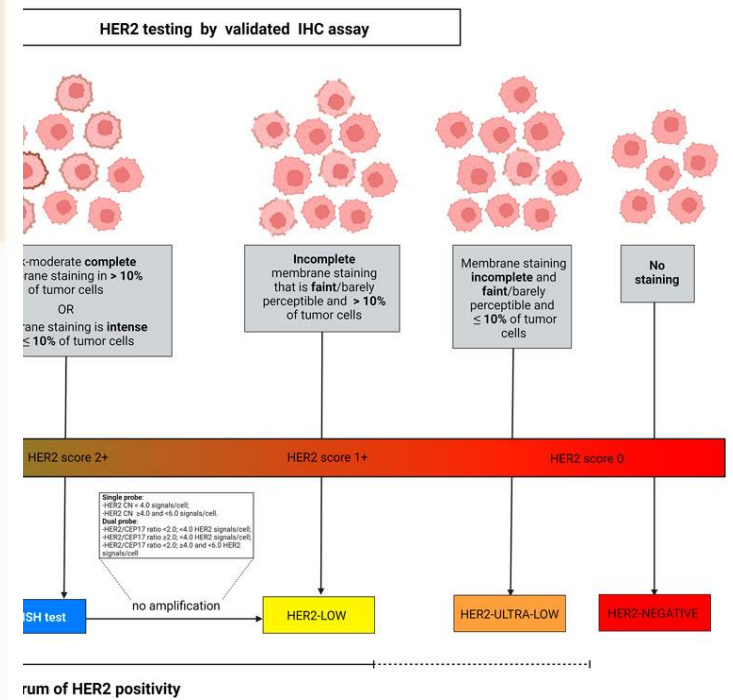 HER2 testing by validated IHC assay
k-moderate complete
rane staining in > 10%
of tumor cells
OR
rane staining is intense
≤ 10% of tumor cells
Incomplete
membrane staining
that is faint/barely
perceptible and > 10%
of tumor cells
Membrane staining
incomplete and
faint/barely
perceptible and
≤ 10% of tumor
cells
No
staining
HER2 score 2+
HER2 score 1+
HER2 score 0
Single probe:
-HER2 CN < 4.0 signals/cell;
-HER2 CN ≥4.0 and <6.0 signals/cell.
Dual probe:
-HER2/CEP17 ratio <2.0; <4.0 HER2 signals/cell;
-HER2/CEP17 ratio ≥2.0; <4.0 HER2 signals/cell;
-HER2/CEP17 ratio <2.0; ≥4.0 and <6.0 HER2
signals/cell
ISH test
no amplification
HER2-LOW
HER2-ULTRA-LOW
HER2-NEGATIVE
rum of HER2 positivity